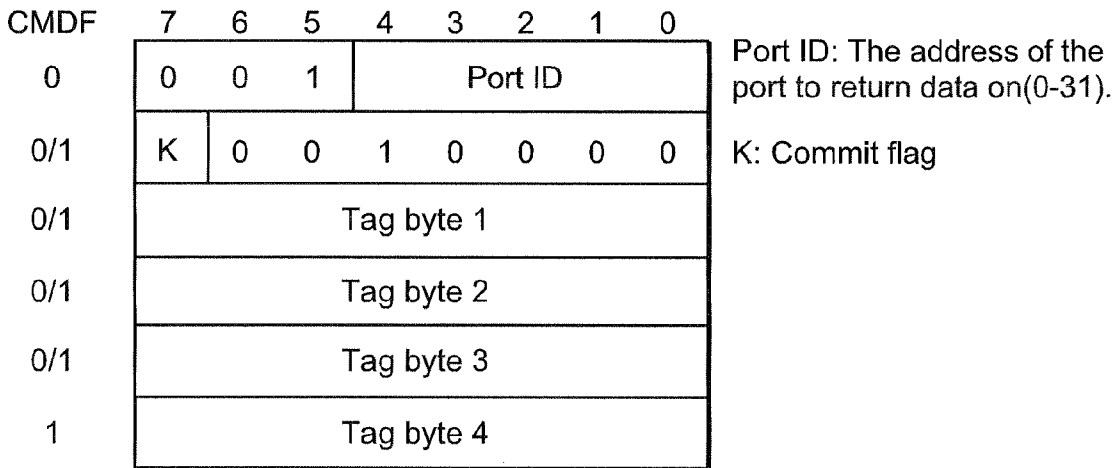 CMDF 7 6 5 4 3 2 1 0
0 0 0 1 Port ID Port ID: The address of the
port to return data on(0-31).
0/1 K 0 0 1 0 0 0 0 K: Commit flag
0/1 Tag byte 1
0/1 Tag byte 2
0/1 Tag byte 3
1 Tag byte 4